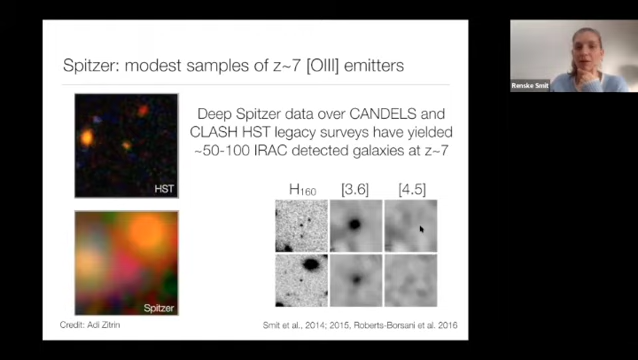 Spitzer: modest samples of z~7 [OIII] emitters
Renske Smit
Deep Spitzer data over CANDELS and
CLASH HST legacy surveys have yielded
~50-100 IRAC detected galaxies at z~7
HST
H160
[3.6]
[4.5]
Spitzer
Credit: Adi Zitrin
Smit et al., 2014; 2015, Roberts-Borsani et al. 2016